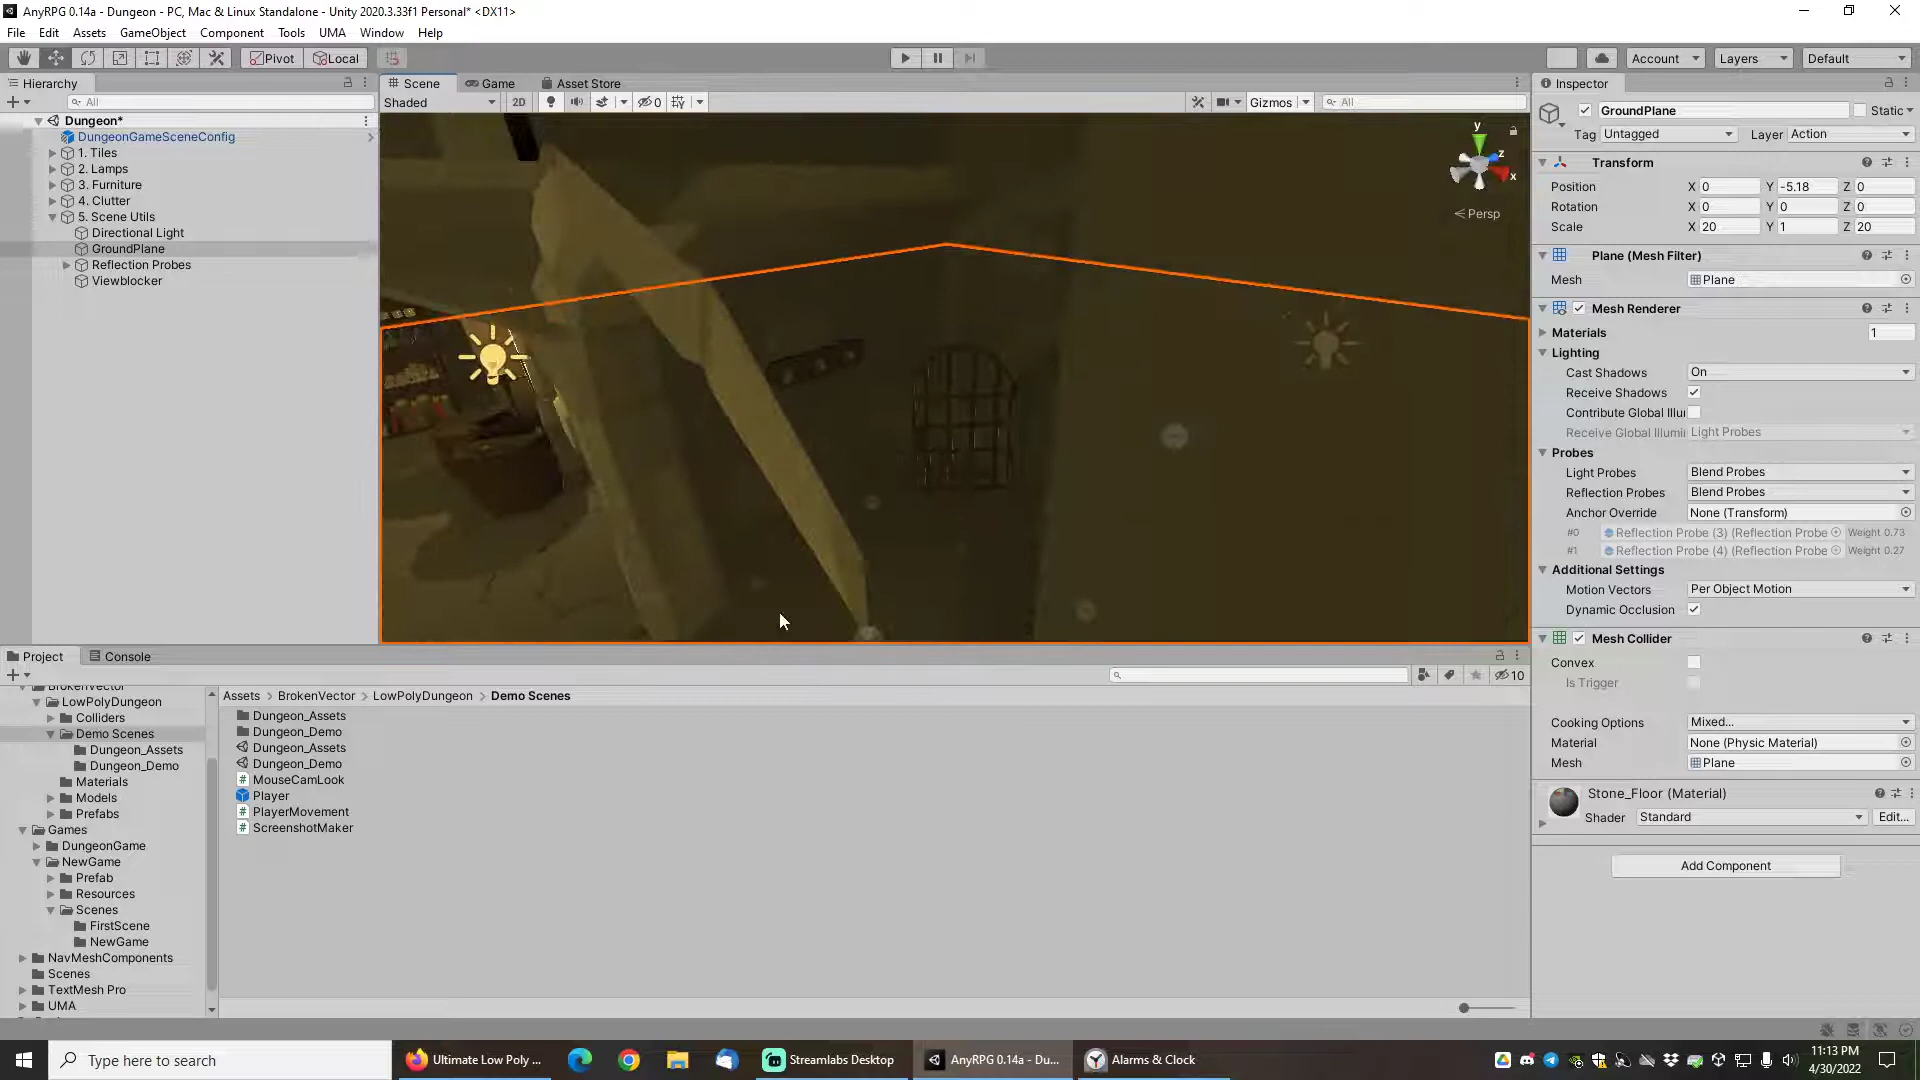 AnyRPG 0.14a - Dungeon - PC, Mac & Linux Standalone - Unity 2020.3.33f1 Personal* <DX11>
File Edit Assets GameObject Component Tools UMA Window Help
Pivot Local Account Layers Default
Hierarchy
All
Dungeon*
DungeonGameSceneConfig
1. Tiles
2. Lamps
3. Furniture
4. Clutter
5. Scene Utils
Directional Light
GroundPlane
Reflection Probes
Viewblocker
Scene Game Asset Store
Shaded 2D 0 Gizmos All
y
z
x
< Persp
Inspector
GroundPlane Static
Tag Untagged Layer Action
Transform
Position X 0 Y -5.18 Z 0
Rotation X 0 Y 0 Z 0
Scale X 20 Y 1 Z 20
Plane (Mesh Filter)
Mesh Plane
Mesh Renderer
Materials 1
Lighting
Cast Shadows On
Receive Shadows
Contribute Global Illu
Receive Global Illumin Light Probes
Probes
Light Probes Blend Probes
Reflection Probes Blend Probes
Anchor Override None (Transform)
#0 Reflection Probe (3) (Reflection Probe Weight 0.73
#1 Reflection Probe (4) (Reflection Probe Weight 0.27
Additional Settings
Motion Vectors Per Object Motion
Dynamic Occlusion
Mesh Collider
Convex
Is Trigger
Cooking Options Mixed...
Material None (Physic Material)
Mesh Plane
Stone_Floor (Material)
Shader Standard Edit...
Add Component
Project Console
10
BrokenVector
LowPolyDungeon
Colliders
Demo Scenes
Dungeon_Assets
Dungeon_Demo
Materials
Models
Prefabs
Games
DungeonGame
NewGame
Prefab
Resources
Scenes
FirstScene
NewGame
NavMeshComponents
Scenes
TextMesh Pro
UMA
Assets > BrokenVector > LowPolyDungeon > Demo Scenes
Dungeon_Assets
Dungeon_Demo
Dungeon_Assets
Dungeon_Demo
MouseCamLook
Player
PlayerMovement
ScreenshotMaker
Type here to search
Ultimate Low Poly ...
Streamlabs Desktop
AnyRPG 0.14a - Du...
Alarms & Clock
11:13 PM
4/30/2022